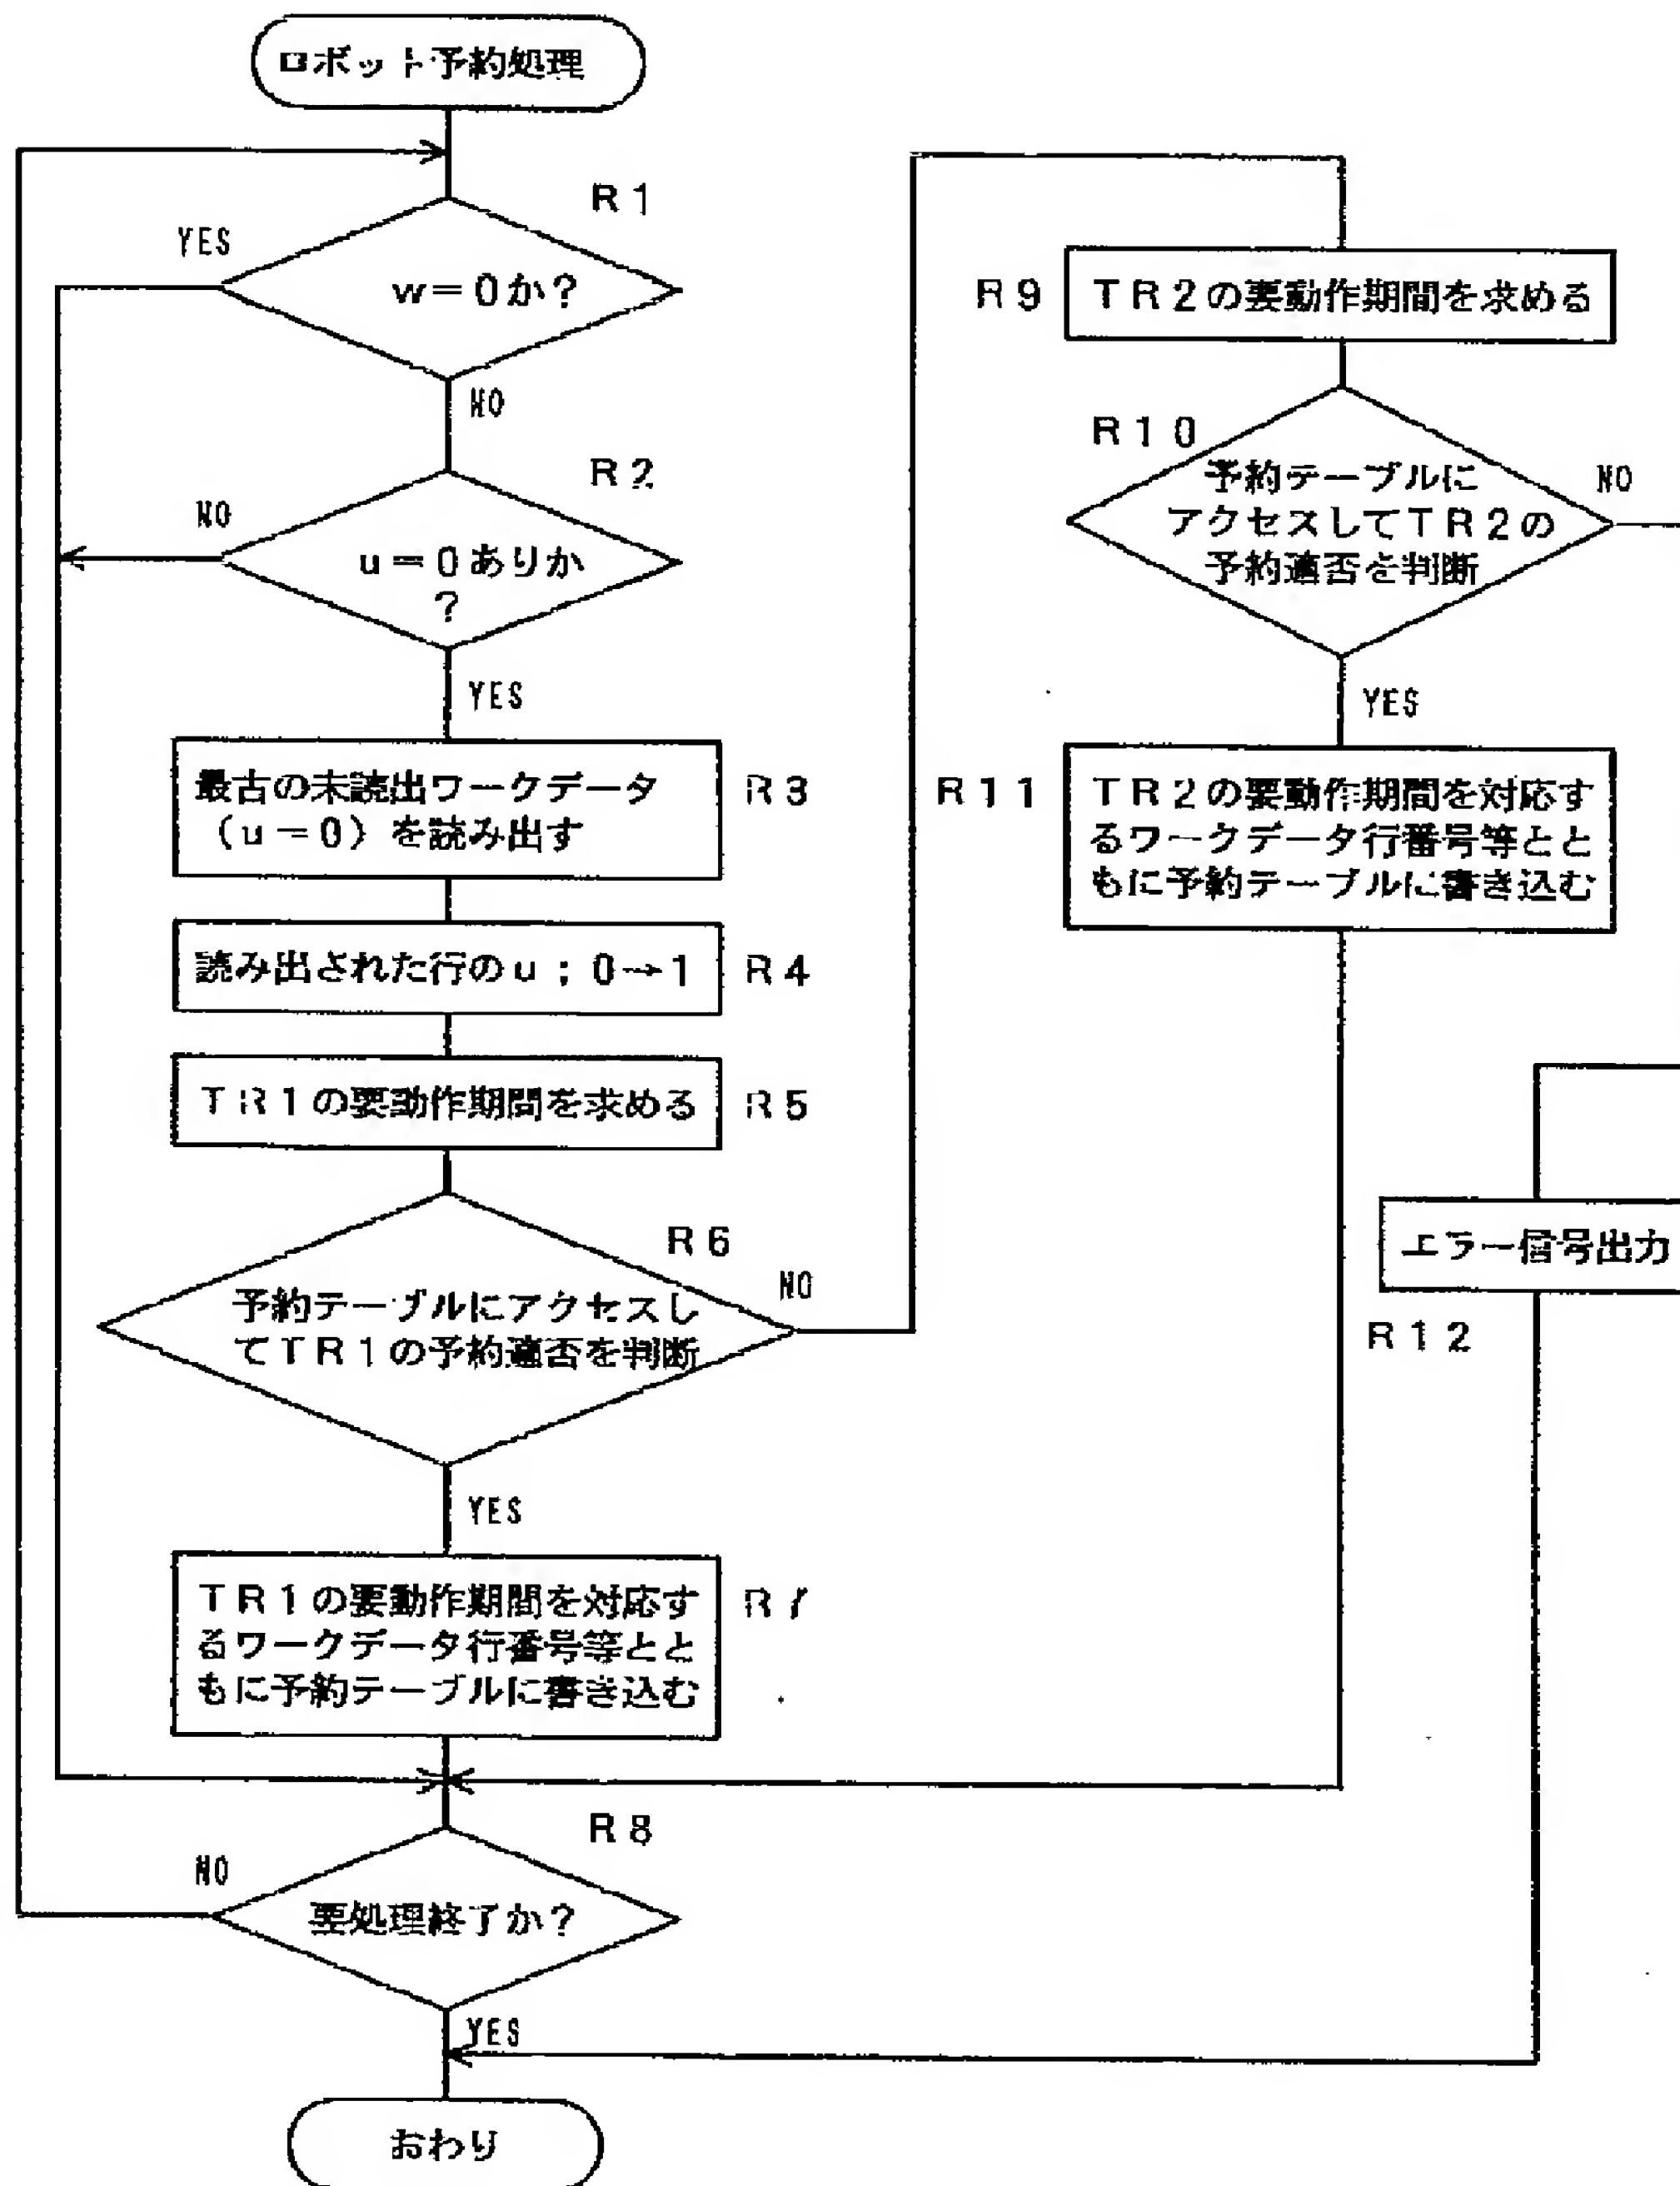 ロボット予約処理
R1
YES
w=0か?
NO
R2
NO
u=0ありか
?
YES
最古の未読出ワークデータ
(u=0)を読み出す
R3
読み出された行のu;0→1
R4
TR1の要動作期間を求める
R5
R6
予約テーブルにアクセスし
てTR1の予約適否を判断
NO
YES
TR1の要動作期間を対応す
るワークデータ行番号等とと
もに予約テーブルに書き込む
R7
R8
NO
要処理終了か?
YES
おわり
R9
TR2の要動作期間を求める
R10
予約テーブルに
アクセスしてTR2の
予約適否を判断
NO
YES
R11
TR2の要動作期間を対応す
るワークデータ行番号等とと
もに予約テーブルに書き込む
エラー信号出力
R12